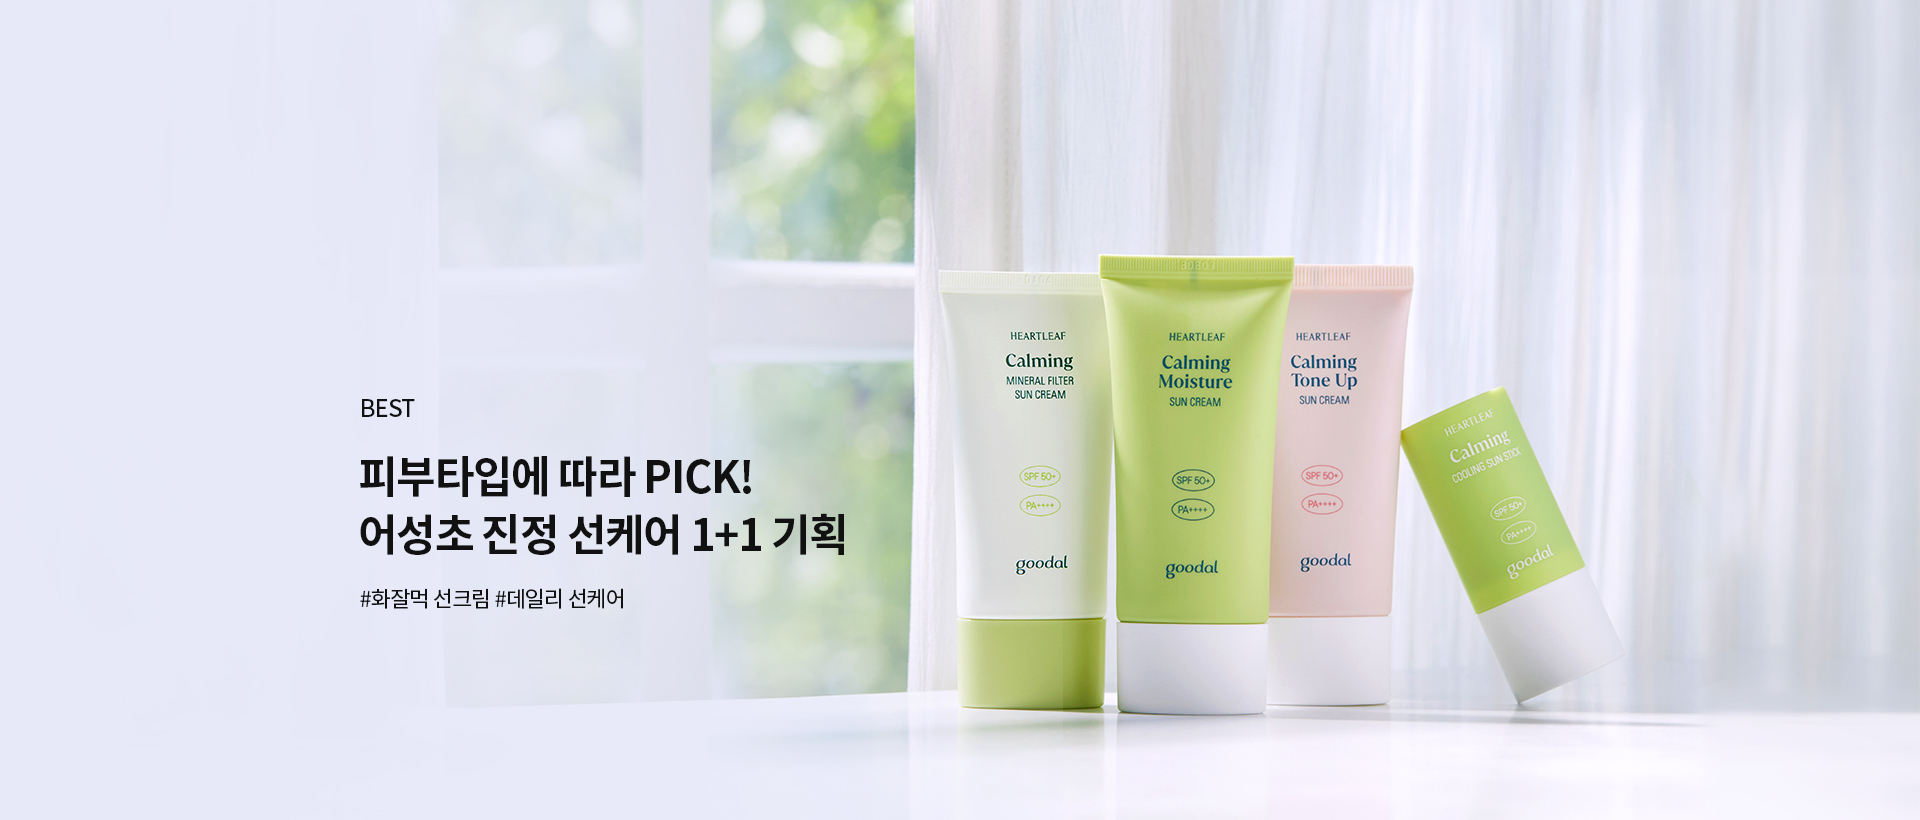 BEST
피부타입에 따라 PICK!
어성초 진정 선케어 1+1 기획
#화잘먹 선크림 #데일리 선케어
HEARTLEAF
Calming
MINERAL FILTER
SUN CREAM
SPF 50+
PA++++
goodal
HEARTLEAF
Calming
Moisture
SUN CREAM
SPF 50+
PA++++
goodal
HEARTLEAF
Calming
Tone Up
SUN CREAM
SPF 50+
PA++++
goodal
HEARTLEAF
Calming
COOLING SUN STICK
SPF 50+
PA++++
goodal